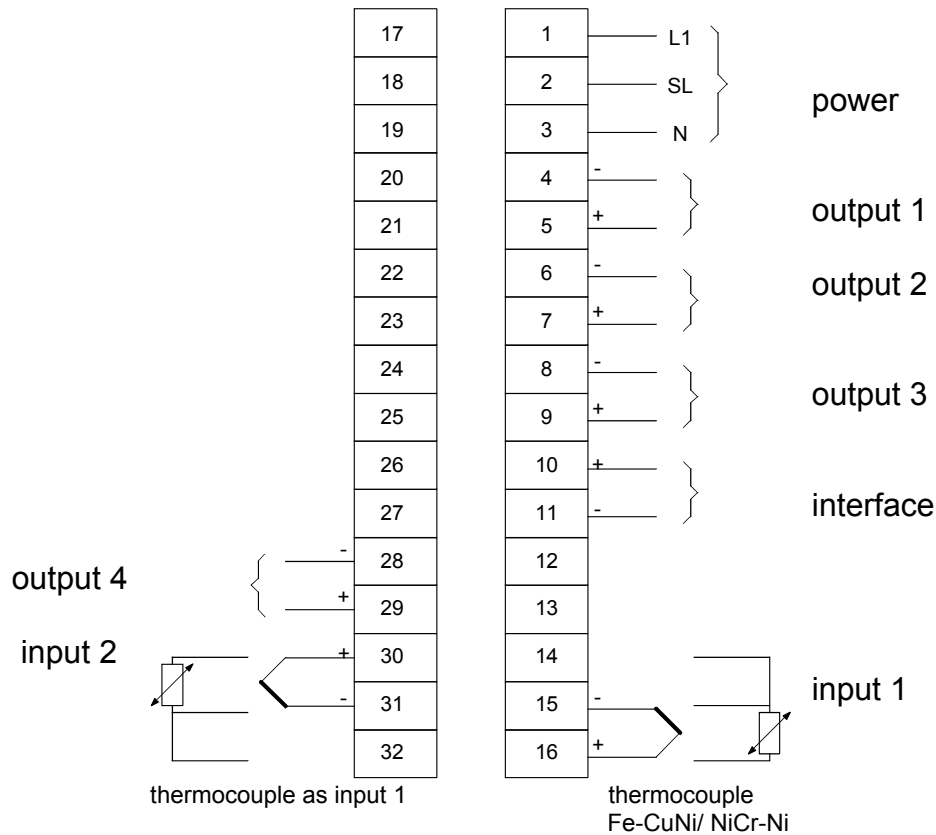 17 1 L1
18 2 SL
power
19 3 N
20 4 -
output 1
21 5 +
22 6 -
output 2
23 7 +
24 8 -
output 3
25 9 +
26 10 +
interface
27 11 -
- 28 12
output 4
+ 29 13
input 2
+ 30 14
input 1
- 31 15 -
32 16 +
thermocouple as input 1
thermocouple
Fe-CuNi/ NiCr-Ni